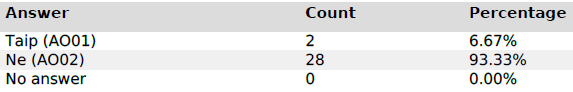 Answer Count Percentage
Taip (AO01) 2 6.67%
Ne (AO02) 28 93.33%
No answer 0 0.00%